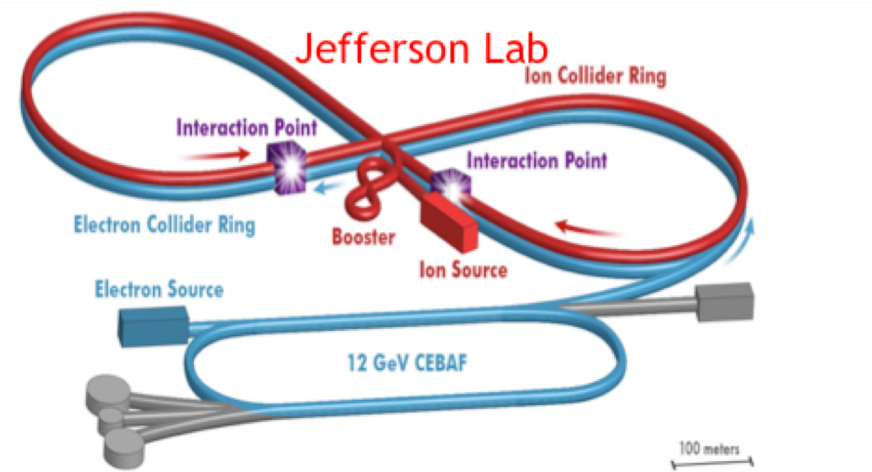 Jefferson Lab
Ion Collider Ring
Interaction Point
Interaction Point
Electron Collider Ring
Booster
Ion Source
Electron Source
12 GeV CEBAF
100 meters